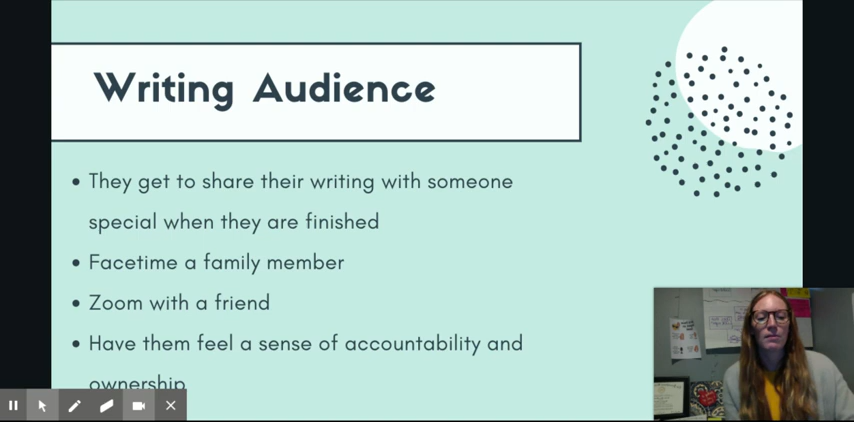 Writing Audience
They get to share their writing with someone
special when they are finished
Facetime a family member
Zoom with a friend
Have them feel a sense of accountability and
ownership